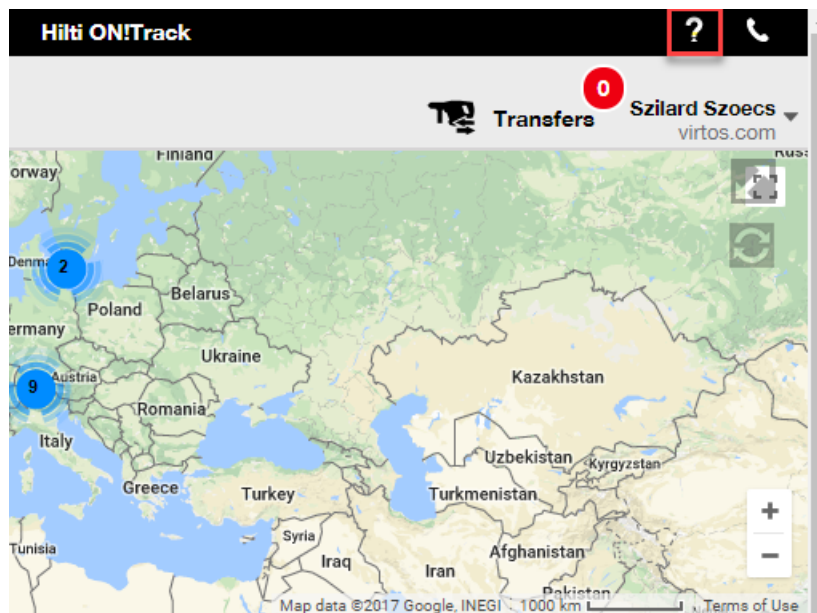 Hilti ON!Track
?
0
Transfers
Szilard Szoecs
virtos.com
Finland
Russ
orway
Denm
2
Belarus
Poland
ermany
Ukraine
Austria
9
Kazakhstan
Romania
Italy
Uzbekistan
Kyrgyzstan
Greece
Turkey
Turkmenistan
Syria
Tunisia
Afghanistan
Iraq
Iran
Pakistan
+
−
Map data ©2017 Google, INEGI
1000 km
Terms of Use